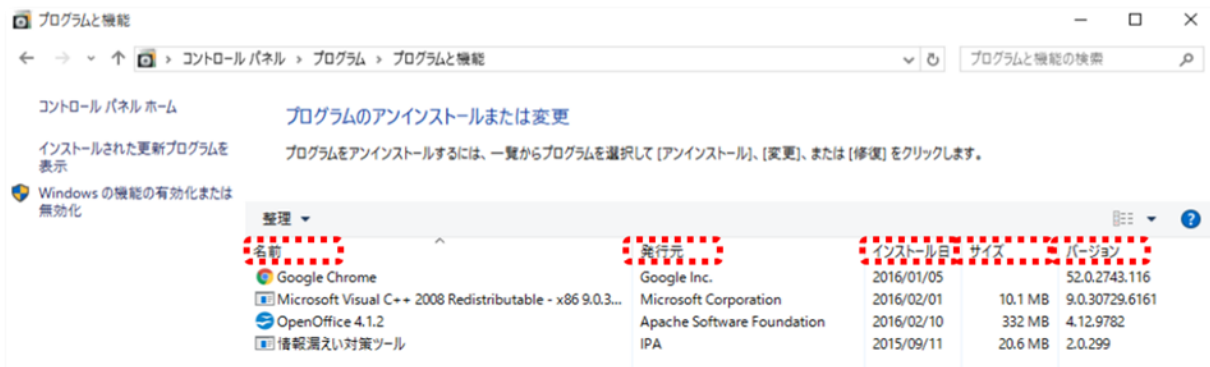 プログラムと機能
コントロール パネル › プログラム › プログラムと機能
プログラムと機能の検索
コントロール パネル ホーム
インストールされた更新プログラムを
表示
Windows の機能の有効化または
無効化
プログラムのアンインストールまたは変更
プログラムをアンインストールするには、一覧からプログラムを選択して [アンインストール]、[変更]、または [修復] をクリックします。
整理
名前 発行元 インストール日 サイズ バージョン
Google Chrome Google Inc. 2016/01/05 52.0.2743.116
Microsoft Visual C++ 2008 Redistributable - x86 9.0.3... Microsoft Corporation 2016/02/01 10.1 MB 9.0.30729.6161
OpenOffice 4.1.2 Apache Software Foundation 2016/02/10 332 MB 4.12.9782
情報漏えい対策ツール IPA 2015/09/11 20.6 MB 2.0.299